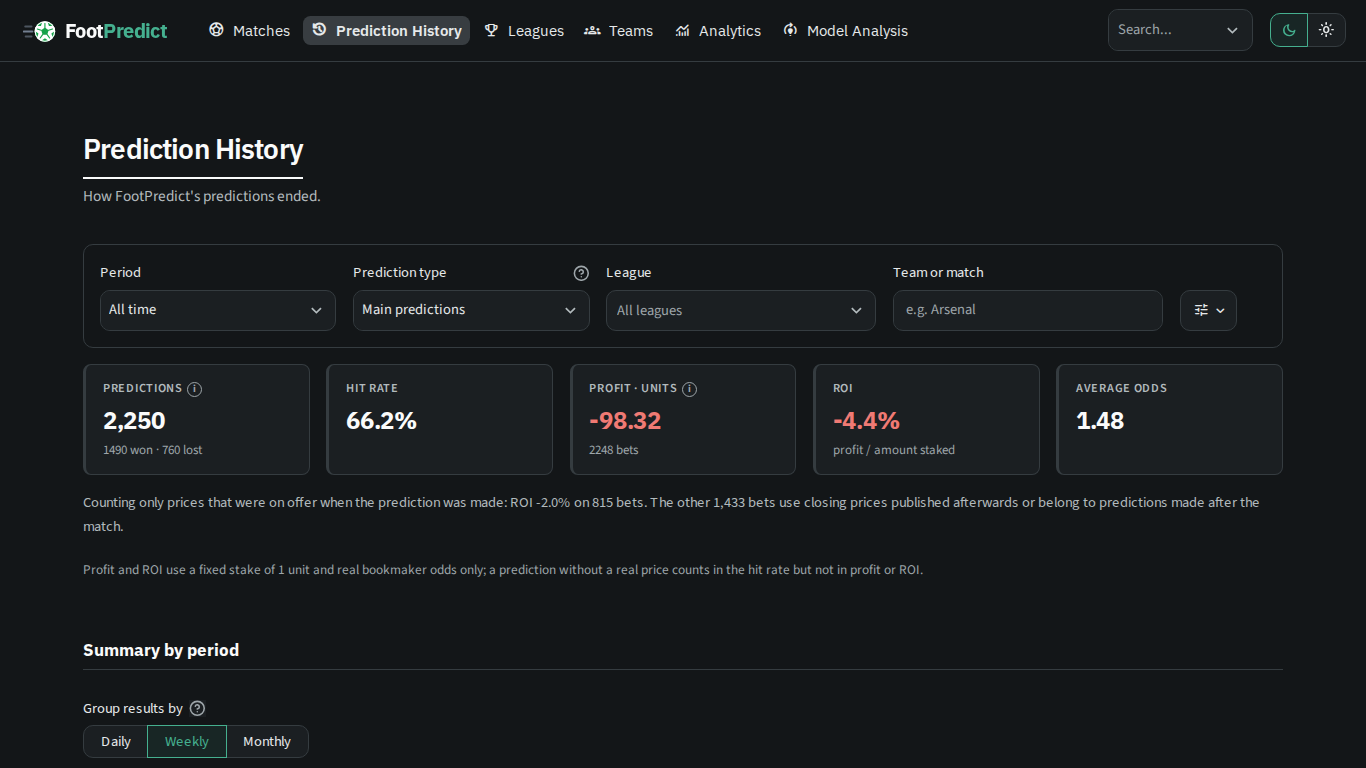 FootPredict
Matches
Prediction History
Leagues
Teams
Analytics
Model Analysis
Search...
Prediction History
How FootPredict's predictions ended.
Period
Prediction type
League
Team or match
All time
Main predictions
All leagues
e.g. Arsenal
PREDICTIONS
2,250
1490 won · 760 lost
HIT RATE
66.2%
PROFIT · UNITS
-98.32
2248 bets
ROI
-4.4%
profit / amount staked
AVERAGE ODDS
1.48
Counting only prices that were on offer when the prediction was made: ROI -2.0% on 815 bets. The other 1,433 bets use closing prices published afterwards or belong to predictions made after the
match.
Profit and ROI use a fixed stake of 1 unit and real bookmaker odds only; a prediction without a real price counts in the hit rate but not in profit or ROI.
Summary by period
Group results by
Daily
Weekly
Monthly